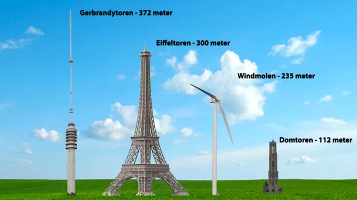 Gerbrandytoren - 372 meter
Eiffeltoren - 300 meter
Windmolen - 235 meter
Domtoren - 112 meter